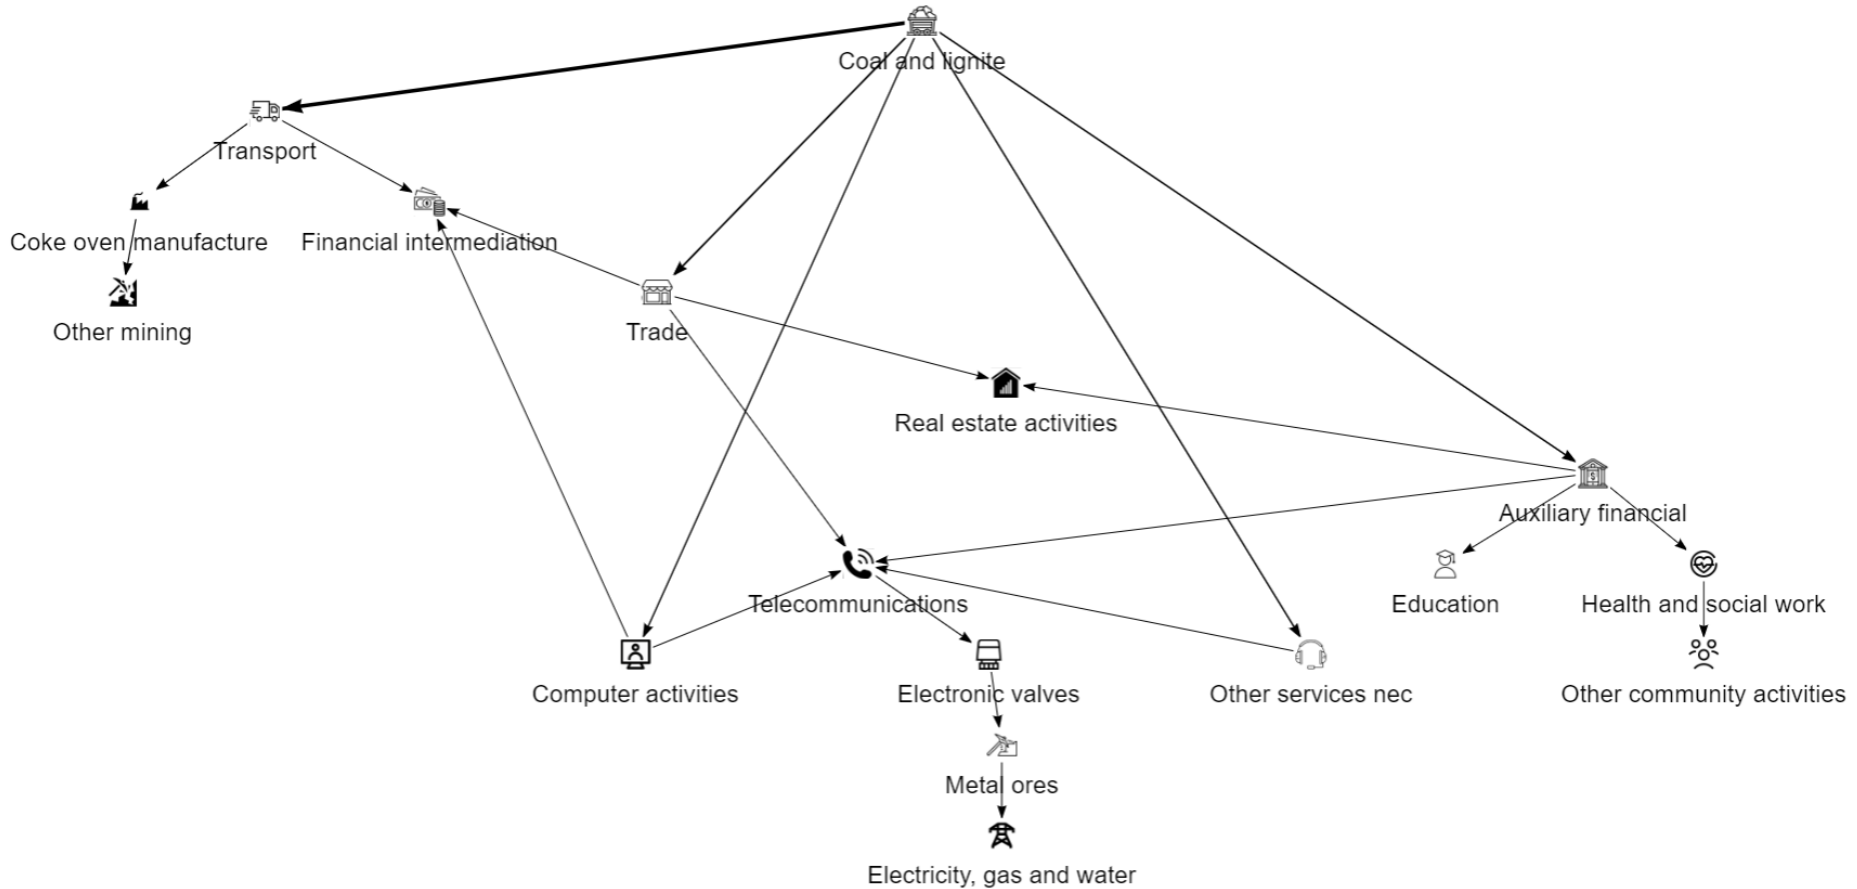 Coal and lignite
Transport
Coke oven manufacture
Financial intermediation
Other mining
Trade
Real estate activities
Auxiliary financial
Telecommunications
Education
Health and social work
Computer activities
Electronic valves
Other services nec
Other community activities
Metal ores
Electricity, gas and water